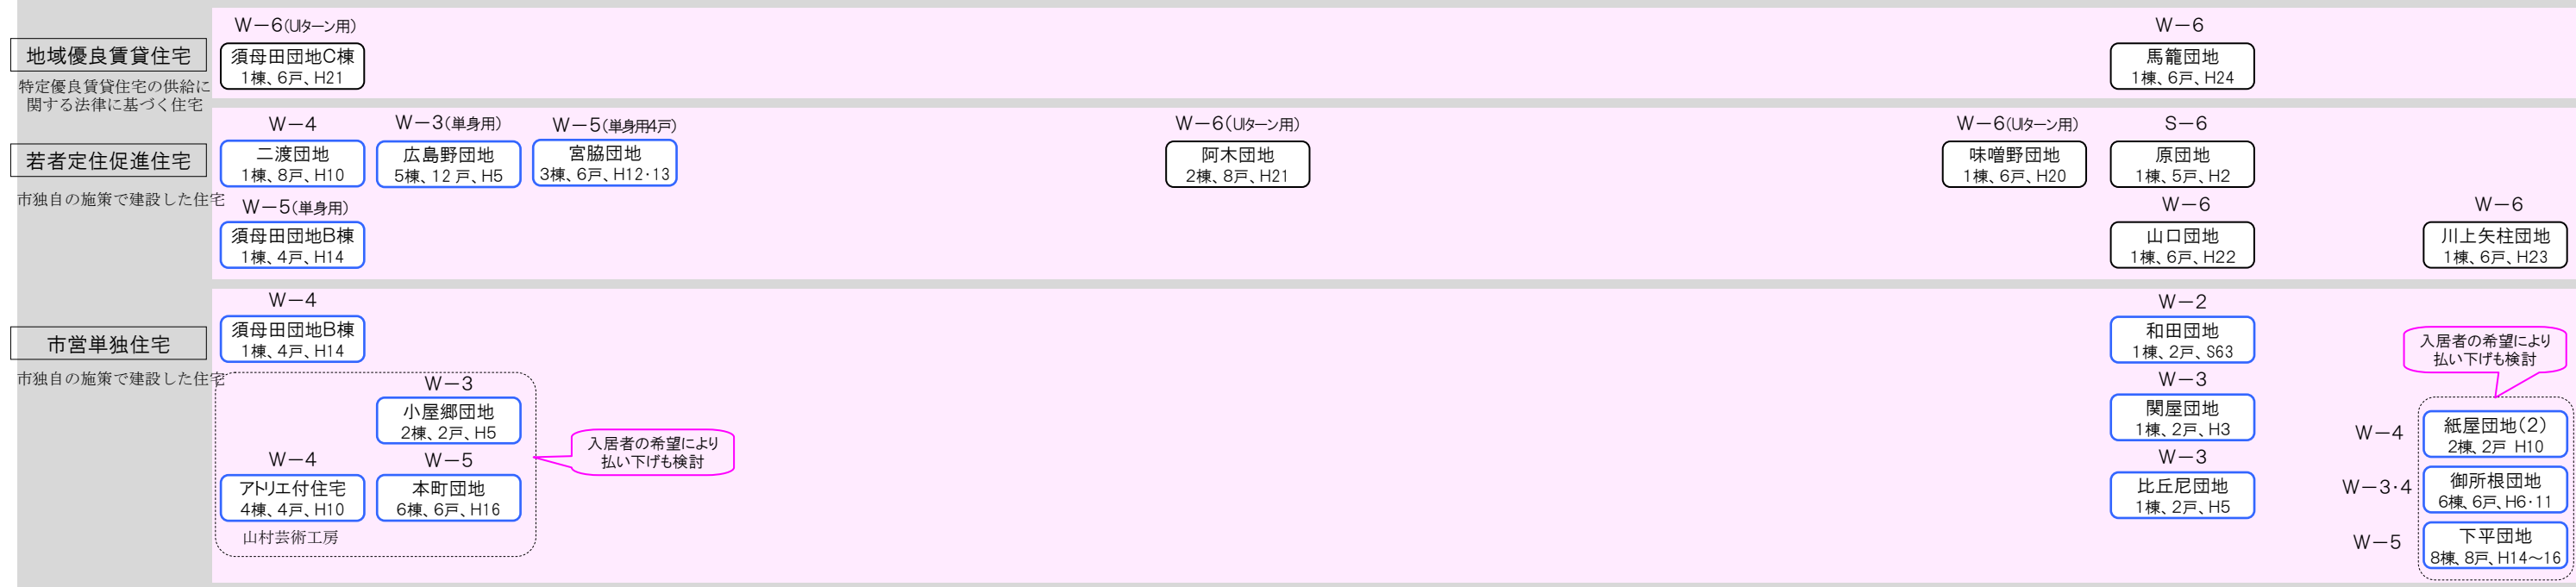 W－6(UIターン用)
W－6
地域優良賃貸住宅
須母田団地C棟
1棟、6戸、H21
馬籠団地
1棟、6戸、H24
特定優良賃貸住宅の供給に
関する法律に基づく住宅
W－4
W－3(単身用)
W－5(単身用4戸)
W－6(UIターン用)
W－6(UIターン用)
S－6
若者定住促進住宅
二渡団地
1棟、8戸、H10
広島野団地
5棟、12 戸、H5
宮脇団地
3棟、6戸、H12・13
阿木団地
2棟、8戸、H21
味噌野団地
1棟、6戸、H20
原団地
1棟、5戸、H2
市独自の施策で建設した住宅
W－5(単身用)
W－6
W－6
須母田団地B棟
1棟、4戸、H14
山口団地
1棟、6戸、H22
川上矢柱団地
1棟、6戸、H23
W－4
W－2
市営単独住宅
須母田団地B棟
1棟、4戸、H14
和田団地
1棟、2戸、S63
入居者の希望により
払い下げも検討
市独自の施策で建設した住宅
W－3
W－3
小屋郷団地
2棟、2戸、H5
関屋団地
1棟、2戸、H3
W－4
紙屋団地(2)
2棟、2戸 H10
入居者の希望により
払い下げも検討
W－4
W－5
W－3
アトリエ付住宅
4棟、4戸、H10
本町団地
6棟、6戸、H16
比丘尼団地
1棟、2戸、H5
W－3・4
御所根団地
6棟、6戸、H6・11
山村芸術工房
W－5
下平団地
8棟、8戸、H14～16